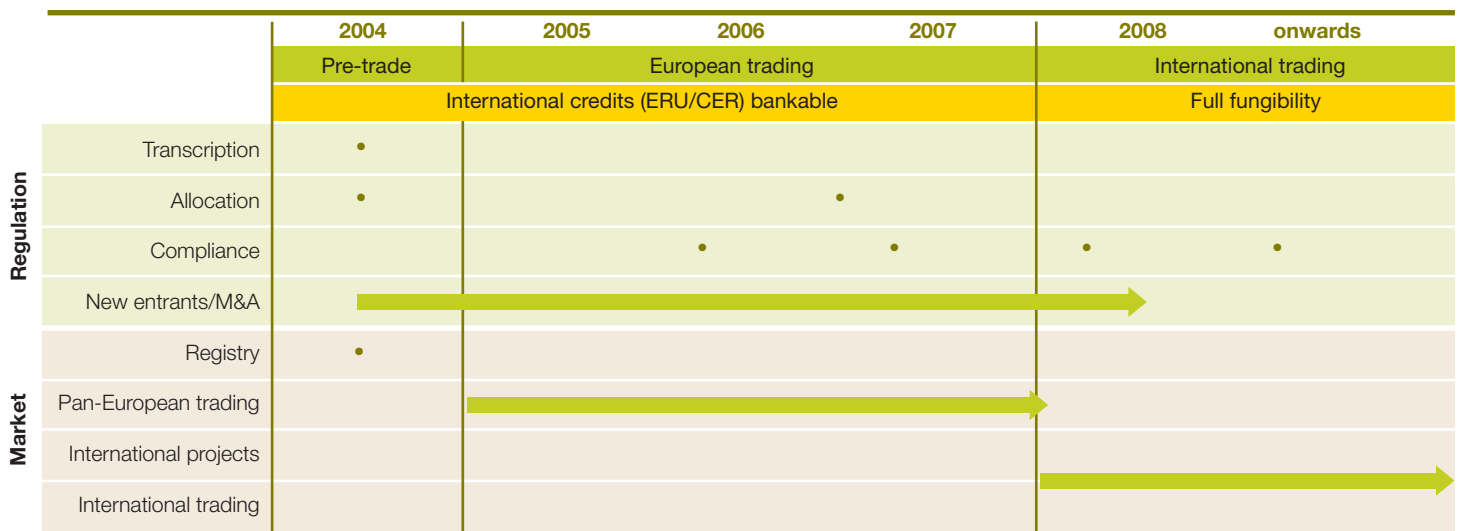 2004 2005 2006 2007 2008 onwards
Pre-trade European trading International trading
International credits (ERU/CER) bankable Full fungibility
Regulation
Transcription
Allocation
Compliance
New entrants/M&A
Market
Registry
Pan-European trading
International projects
International trading